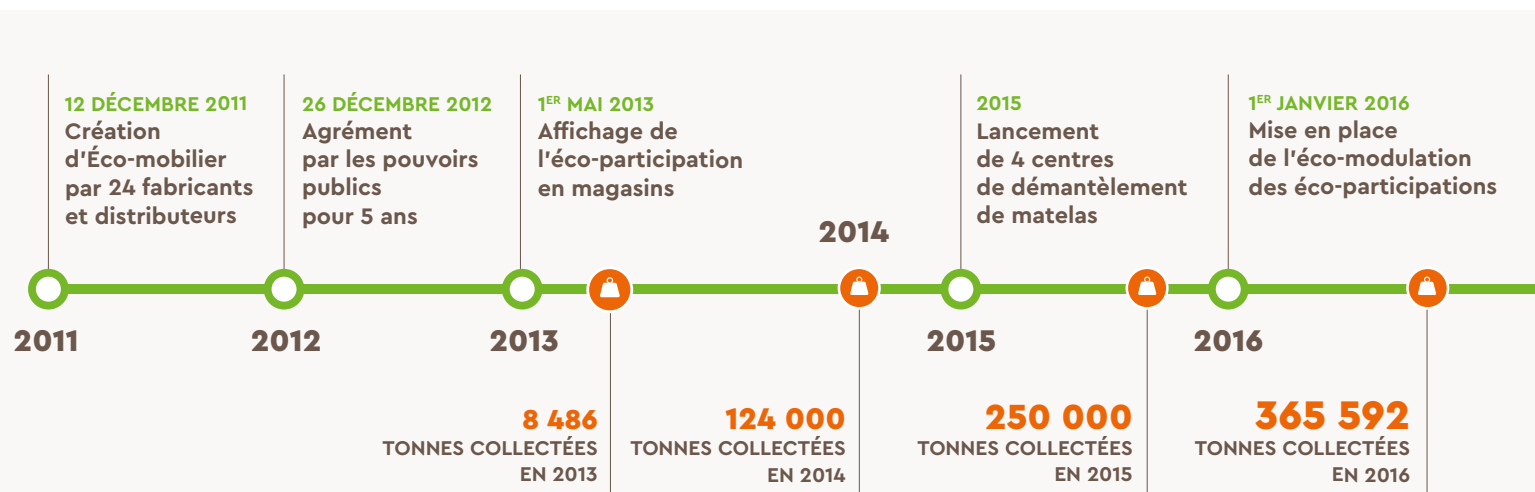 12 DÉCEMBRE 2011
Création
d'Éco-mobilier
par 24 fabricants
et distributeurs
26 DÉCEMBRE 2012
Agrément
par les pouvoirs
publics
pour 5 ans
1ER MAI 2013
Affichage de
l'éco-participation
en magasins
2015
Lancement
de 4 centres
de démantèlement
de matelas
1ER JANVIER 2016
Mise en place
de l'éco-modulation
des éco-participations
2014
2011
2012
2013
2015
2016
8 486
TONNES COLLECTÉES
EN 2013
124 000
TONNES COLLECTÉES
EN 2014
250 000
TONNES COLLECTÉES
EN 2015
365 592
TONNES COLLECTÉES
EN 2016